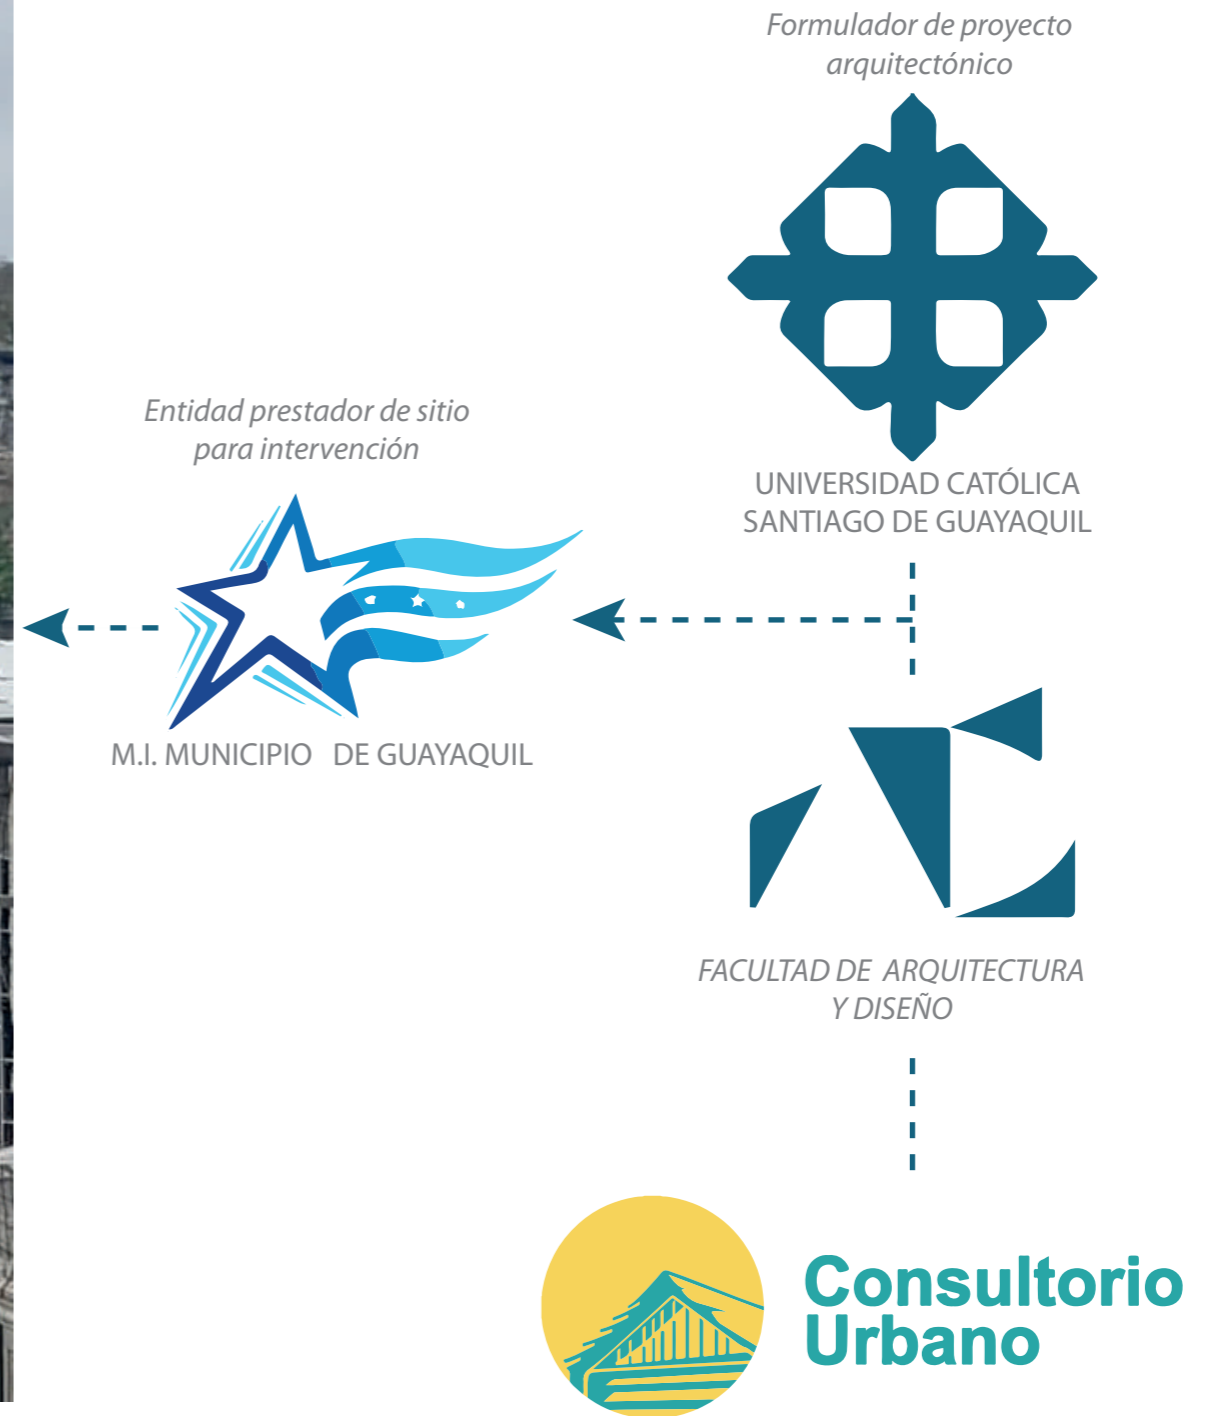 Formulador de proyecto
arquitectónico
UNIVERSIDAD CATÓLICA
SANTIAGO DE GUAYAQUIL
Entidad prestador de sitio
para intervención
M.I. MUNICIPIO DE GUAYAQUIL
FACULTAD DE ARQUITECTURA
Y DISEÑO
Consultorio
Urbano